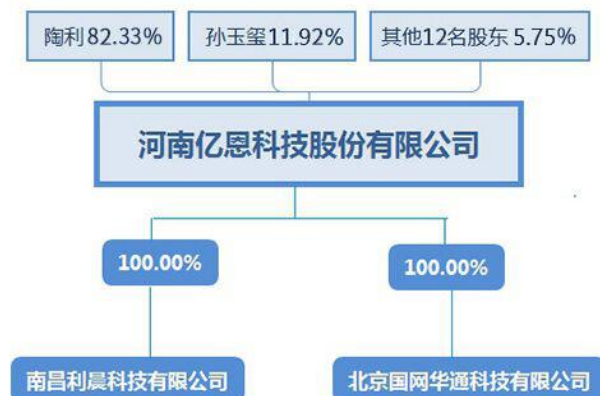 陶利82.33%
孙玉玺11.92%
其他12名股东 5.75%
河南亿恩科技股份有限公司
100.00%
100.00%
南昌利晨科技有限公司
北京国网华通科技有限公司